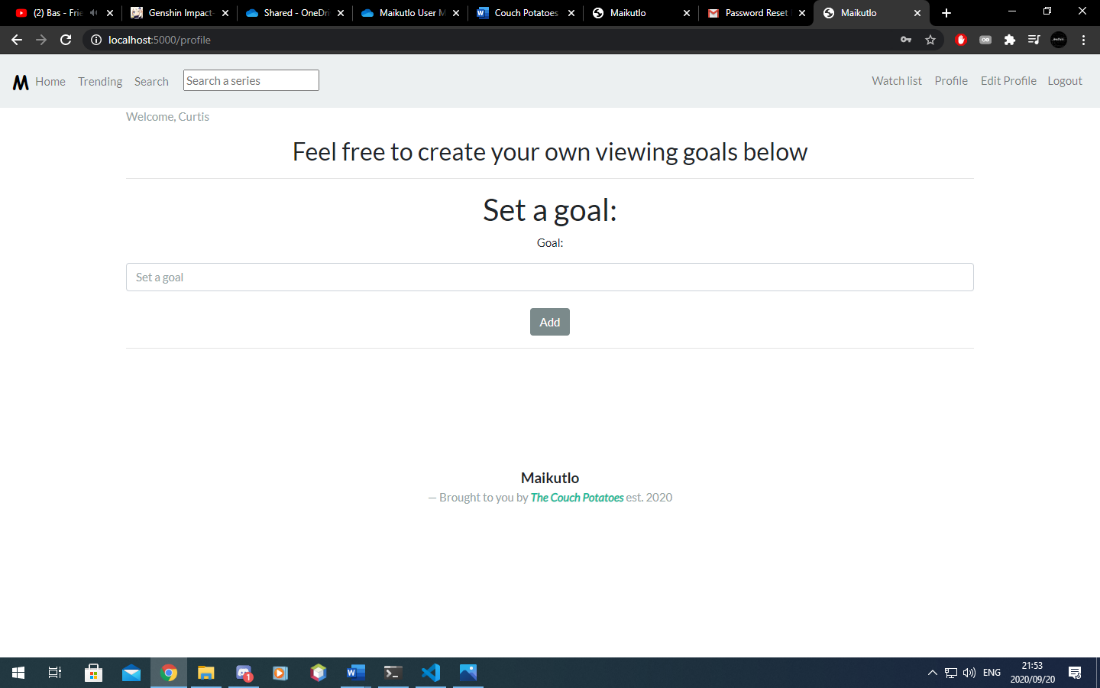 (2) Bas - Frie
Genshin Impact-
Shared - OneDri
Maikutlo User M
Couch Potatoes
Maikutlo
Password Reset
Maikutlo
localhost:5000/profile
M Home Trending Search Search a series Watch list Profile Edit Profile Logout
Welcome, Curtis
Feel free to create your own viewing goals below
Set a goal:
Goal:
Set a goal
Add
Maikutlo
— Brought to you by The Couch Potatoes est. 2020
ENG
21:53
2020/09/20